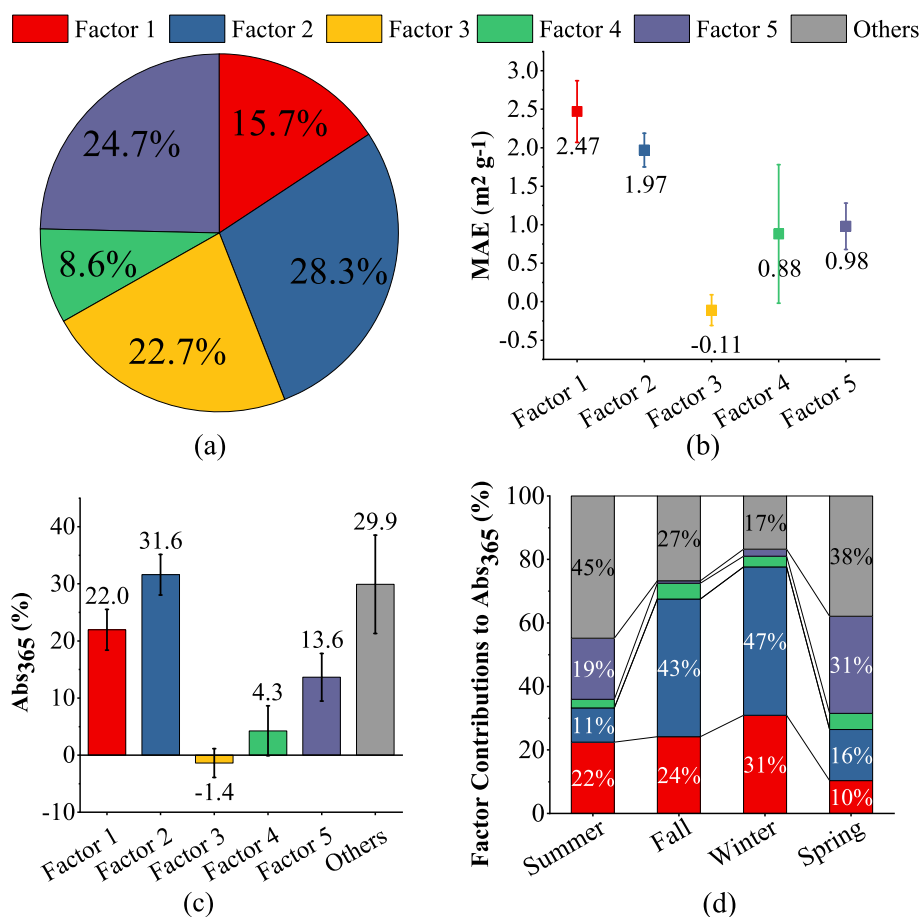 Factor 1 Factor 2 Factor 3 Factor 4 Factor 5 Others
15.7%
28.3%
22.7%
8.6%
24.7%
(a)
MAE (m² g-1)
3.0
2.5
2.0
1.5
1.0
0.5
0.0
-0.5
2.47
1.97
-0.11
0.88
0.98
Factor 1 Factor 2 Factor 3 Factor 4 Factor 5
(b)
Abs365 (%)
40
30
20
10
0
-10
22.0
31.6
-1.4
4.3
13.6
29.9
Factor 1 Factor 2 Factor 3 Factor 4 Factor 5 Others
(c)
Factor Contributions to Abs365 (%)
100
80
60
40
20
0
45% 27% 17% 38%
19% 31%
11% 43% 47% 16%
22% 24% 31% 10%
Summer Fall Winter Spring
(d)